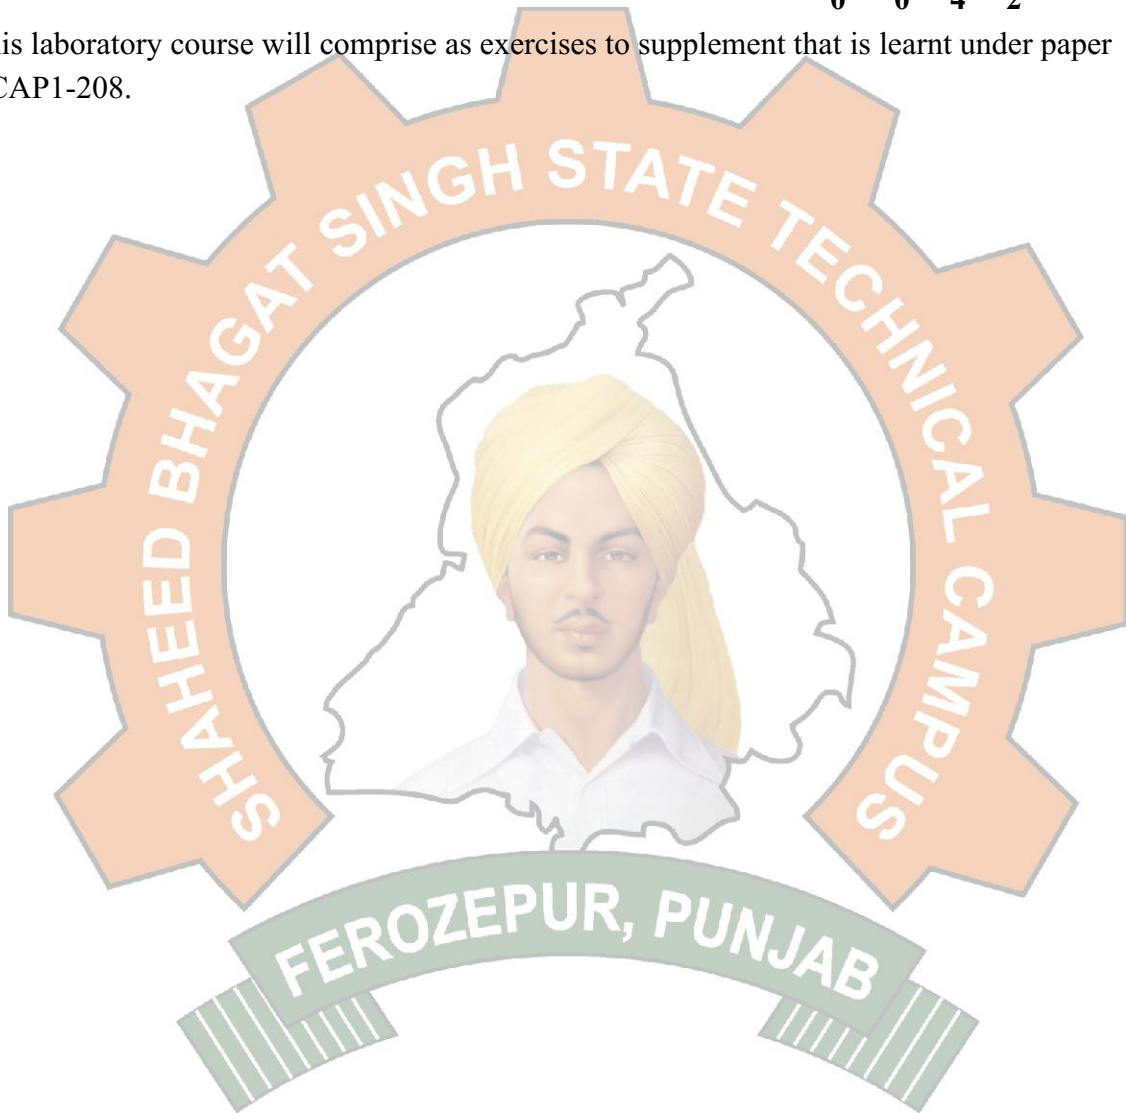 0 0 4 2
his laboratory course will comprise as exercises to supplement that is learnt under paper
CAP1-208.
SHAHEED BHAGAT SINGH STATE TECHNICAL CAMPUS
FEROZEPUR, PUNJAB